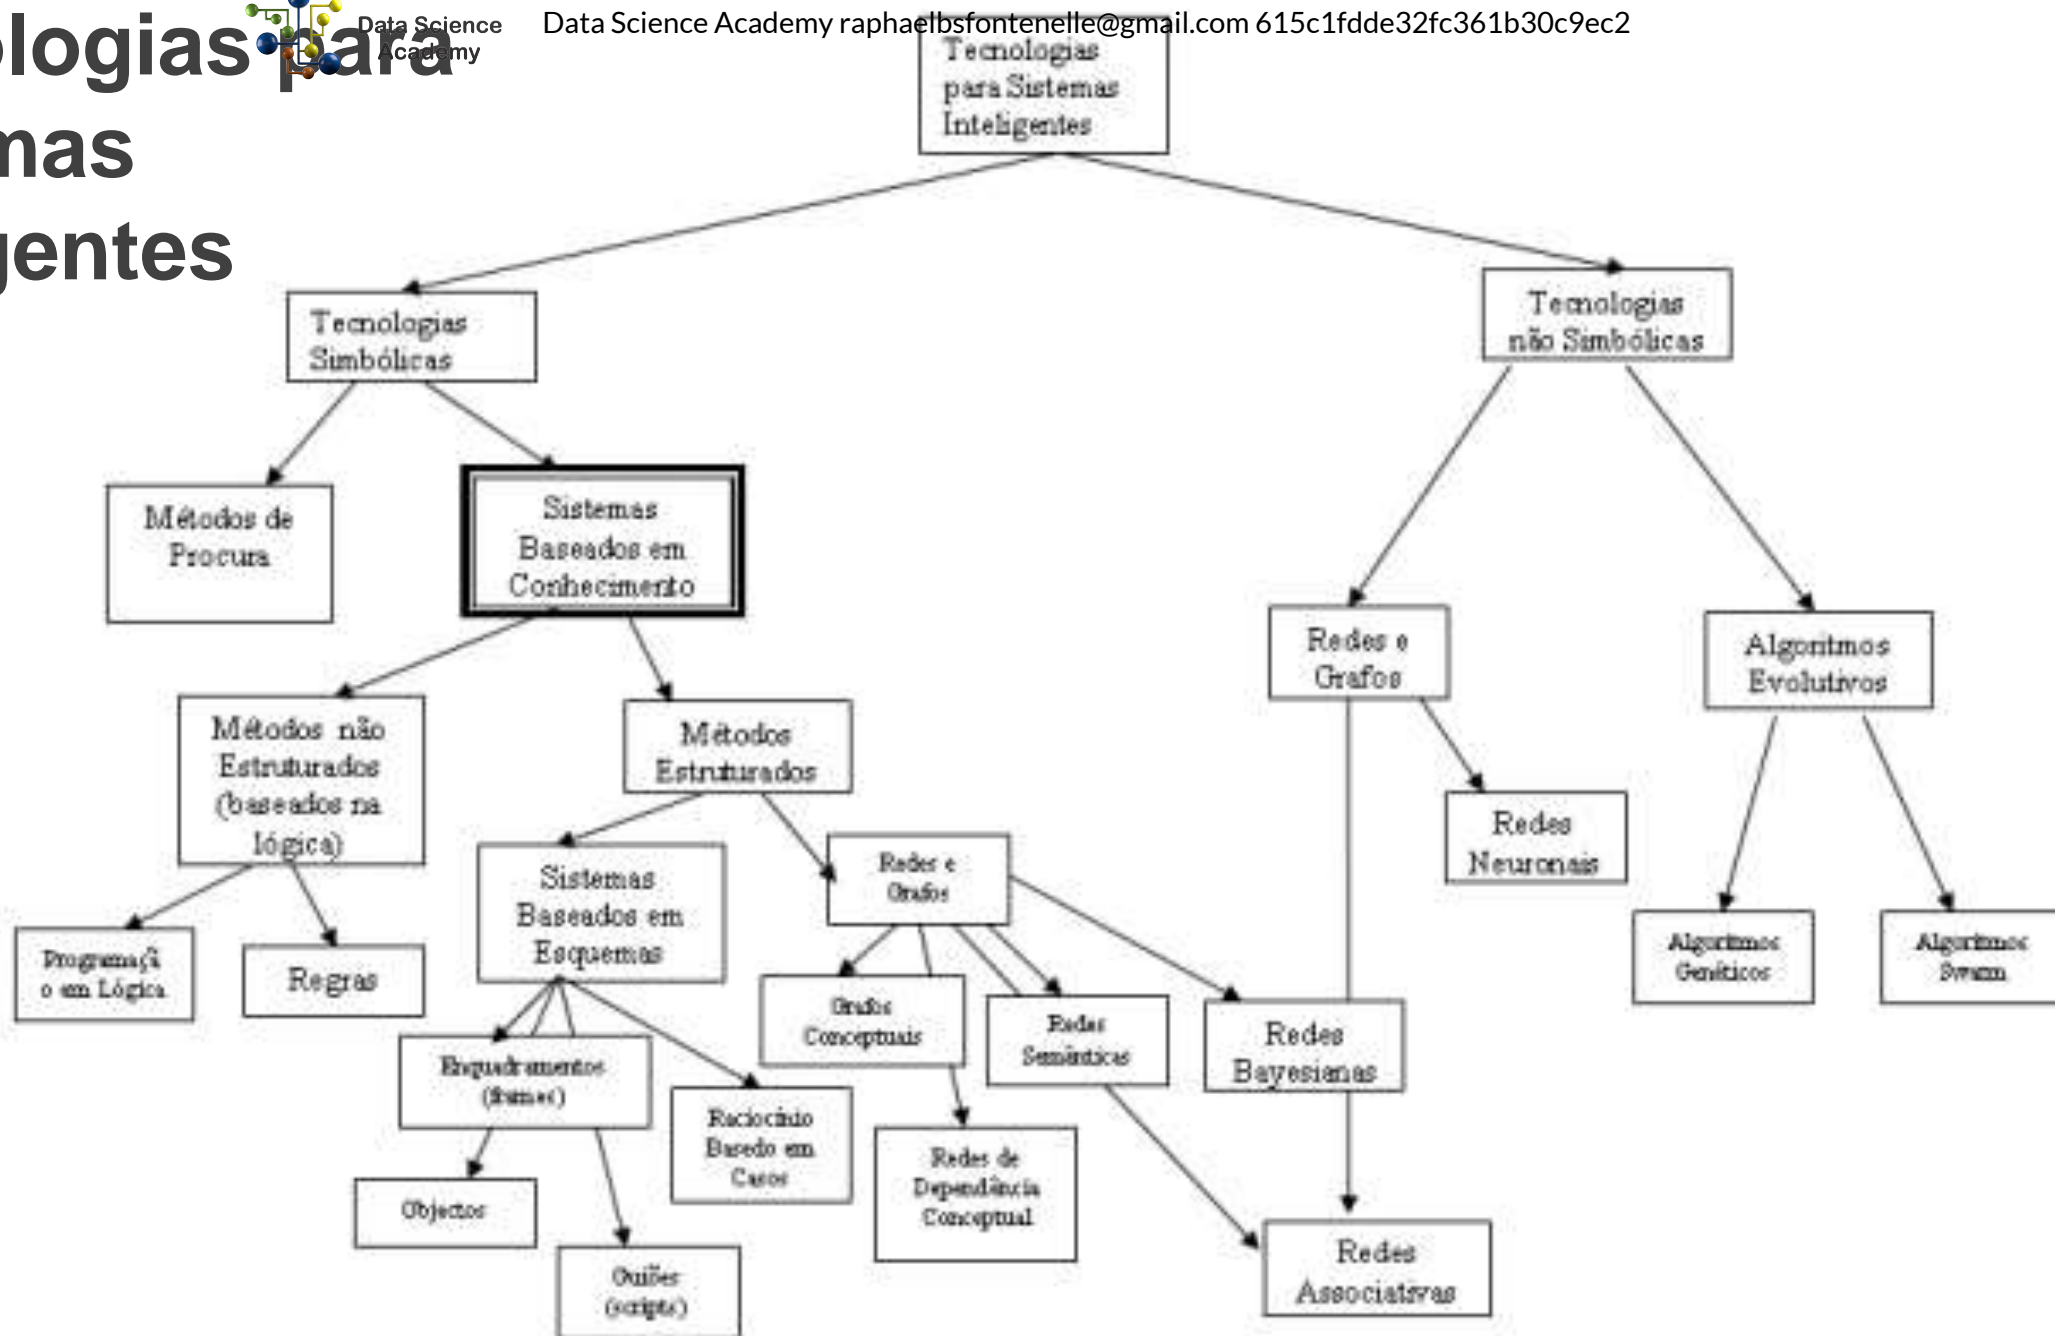 ologias para
mas
gentes
Data Science
Academy
Data Science Academy raphaelbsfontenelle@gmail.com 615c1fdde32fc361b30c9ec2
Tecnologias
para Sistemas
Inteligentes
Tecnologias
Simbólicas
Tecnologias
não Simbólicas
Métodos de
Procura
Sistemas
Baseados em
Conhecimento
Redes e
Grafos
Algoritmos
Evolutivos
Métodos não
Estruturados
(baseados na
lógica)
Métodos
Estruturados
Redes
Neuronais
Sistemas
Baseados em
Esquemas
Redes e
Grafos
Programaçã
o em Lógica
Regras
Algoritmos
Genéticos
Algoritmos
Swarm
Grafos
Conceptuais
Redes
Semânticas
Redes
Bayesianas
Enquadramentos
(frames)
Raciocínio
Basedo em
Casos
Redes de
Dependência
Conceptual
Objectos
Guiões
(scripts)
Redes
Associativas